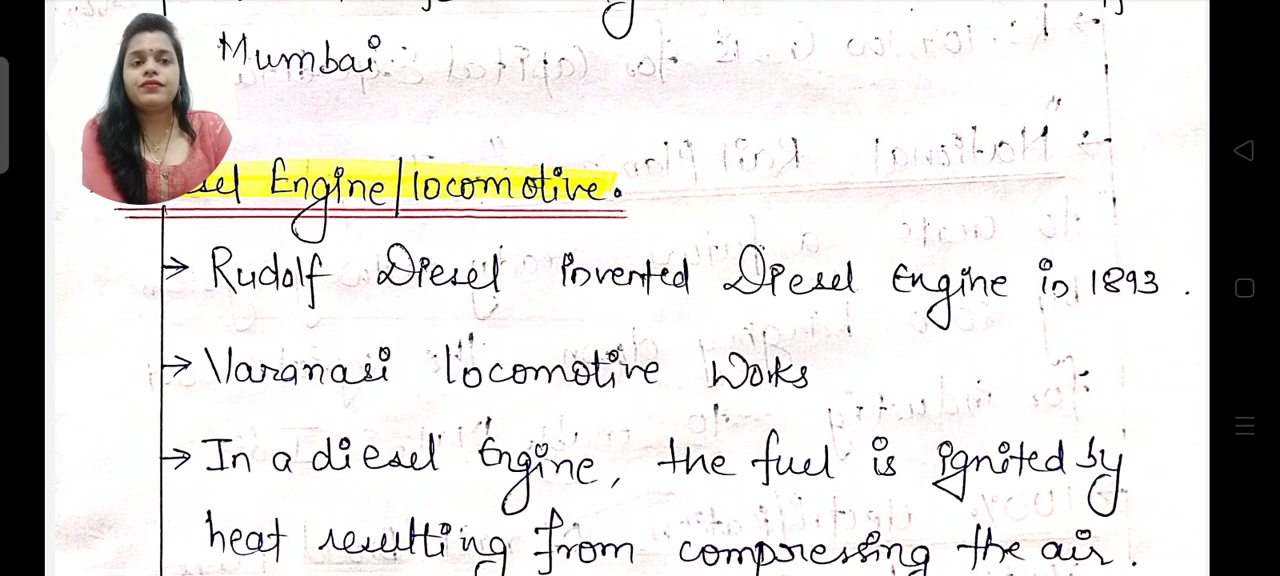 Mumbai
Engine/locomotive.
→ Rudolf Diesel invented Diesel Engine in 1893.
→ Varanasi locomotive Works
→ In a diesel Engine, the fuel is ignited by
heat resulting from compressing the air.